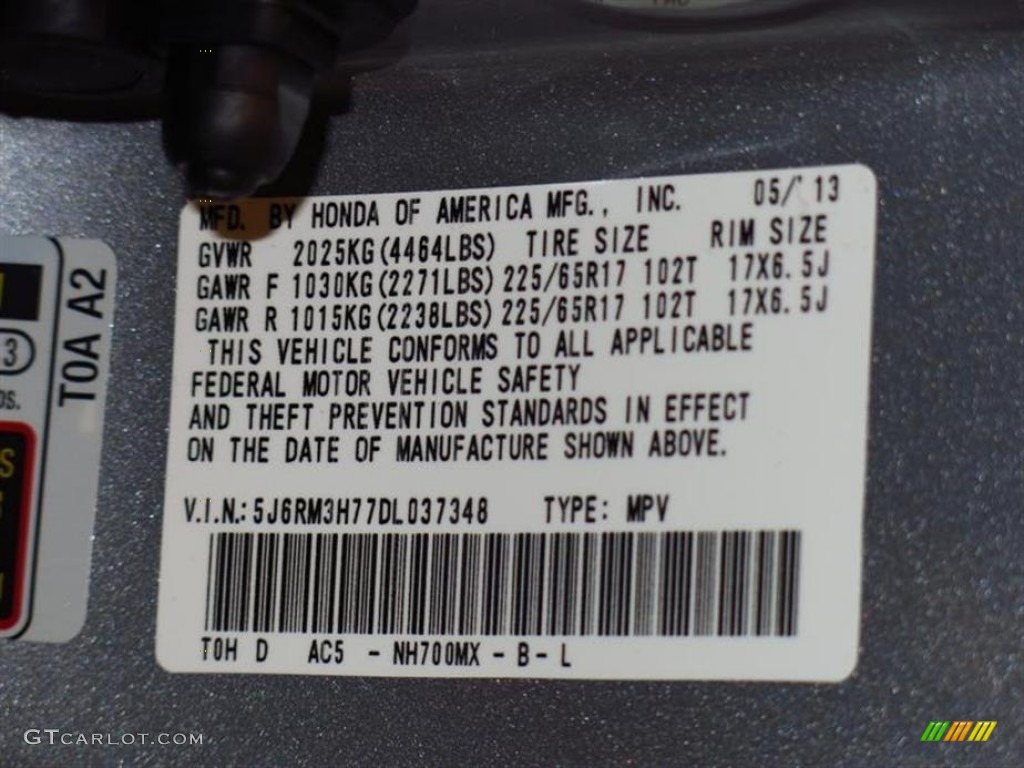 MFD. BY HONDA OF AMERICA MFG., INC. 05/13
GVWR 2025KG(4464LBS) TIRE SIZE RIM SIZE
GAWR F 1030KG(2271LBS) 225/65R17 102T 17X6.5J
GAWR R 1015KG(2238LBS) 225/65R17 102T 17X6.5J
THIS VEHICLE CONFORMS TO ALL APPLICABLE
FEDERAL MOTOR VEHICLE SAFETY
AND THEFT PREVENTION STANDARDS IN EFFECT
ON THE DATE OF MANUFACTURE SHOWN ABOVE.
V.I.N.: 5J6RM3H77DL037348 TYPE: MPV
T0H D AC5 - NH700MX - B - L
T0A A2
3
DS.
S
GTCARLOT.COM